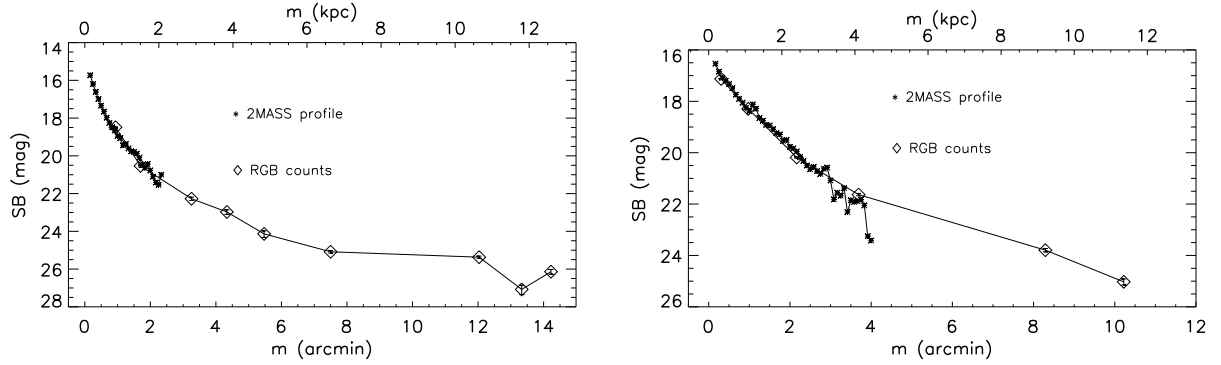 m (kpc)
0 2 4 6 8 10 12
14
16
18
20
22
24
26
28
SB (mag)
2MASS profile
RGB counts
0 2 4 6 8 10 12 14
m (arcmin)
m (kpc)
0 2 4 6 8 10 12
16
18
20
22
24
26
SB (mag)
2MASS profile
RGB counts
0 2 4 6 8 10 12
m (arcmin)